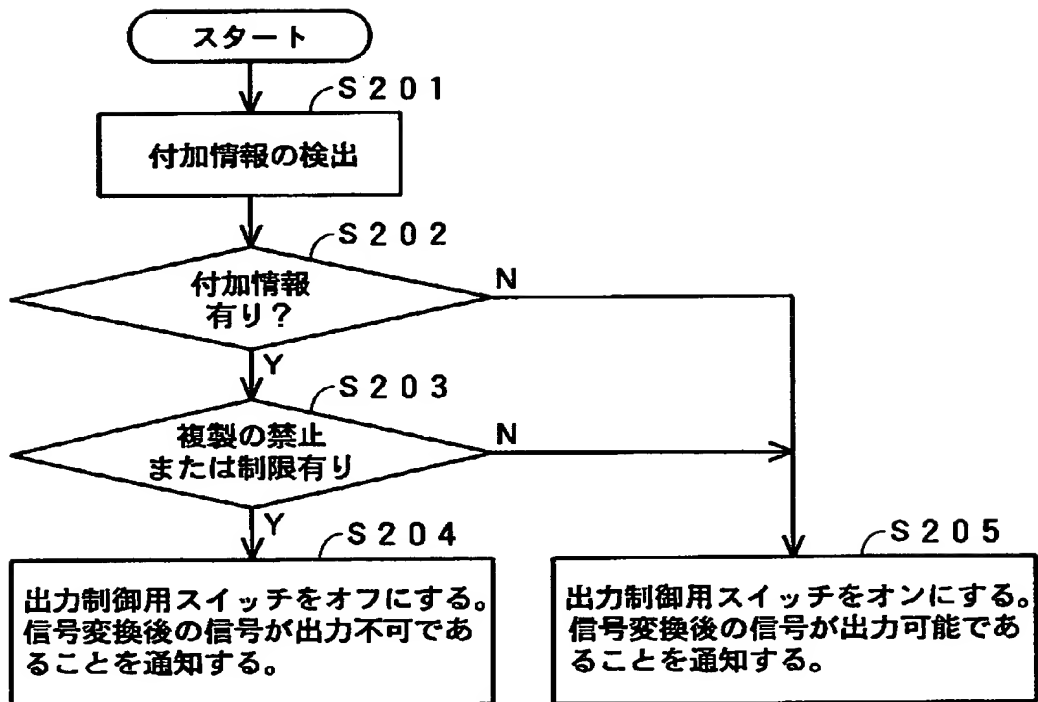 スタート
S201
付加情報の検出
S202
付加情報
有り？
N
Y
S203
複製の禁止
または制限有り
N
Y
S204
出力制御用スイッチをオフにする。
信号変換後の信号が出力不可であ
ることを通知する。
S205
出力制御用スイッチをオンにする。
信号変換後の信号が出力可能であ
ることを通知する。